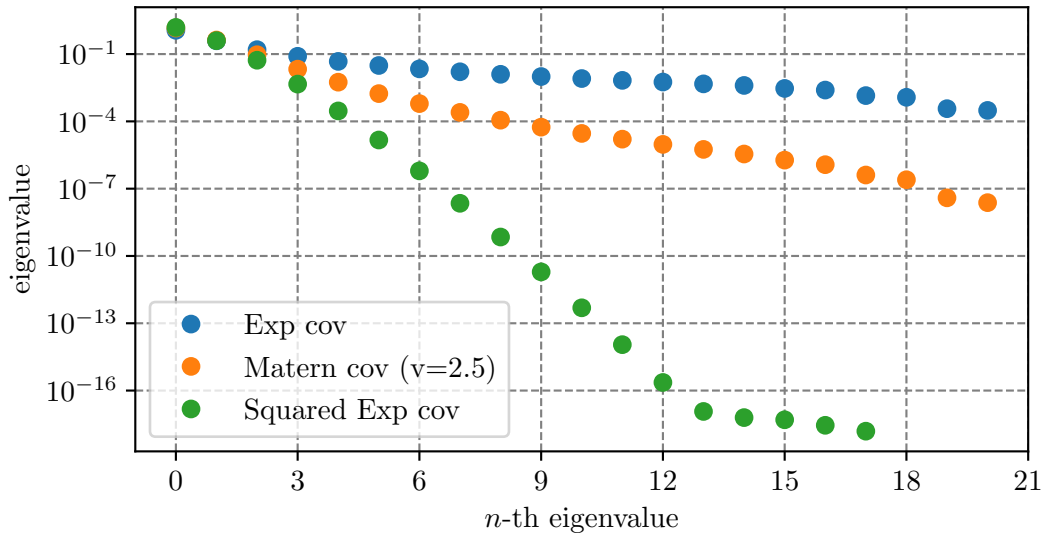 10⁻¹
10⁻⁴
10⁻⁷
10⁻¹⁰
10⁻¹³
10⁻¹⁶
eigenvalue
Exp cov
Matern cov (v=2.5)
Squared Exp cov
0 3 6 9 12 15 18 21
n-th eigenvalue